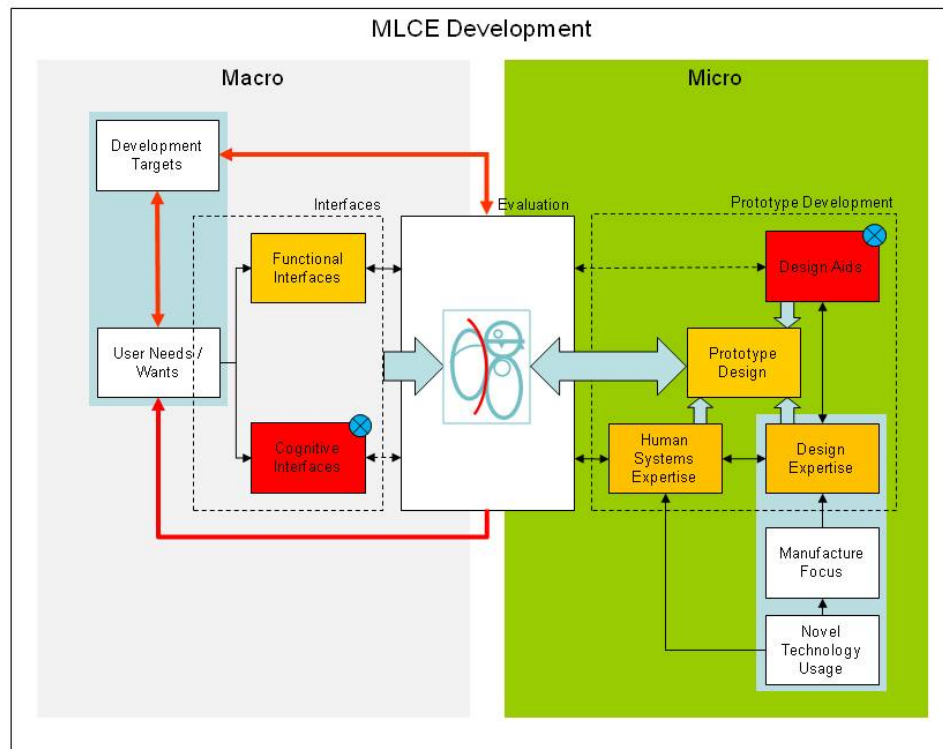 MLCE Development
Macro
Micro
Development
Targets
Interfaces
Evaluation
Prototype Development
Functional
Interfaces
Design Aids
User Needs /
Wants
Prototype
Design
Cognitive
Interfaces
Human
Systems
Expertise
Design
Expertise
Manufacture
Focus
Novel
Technology
Usage